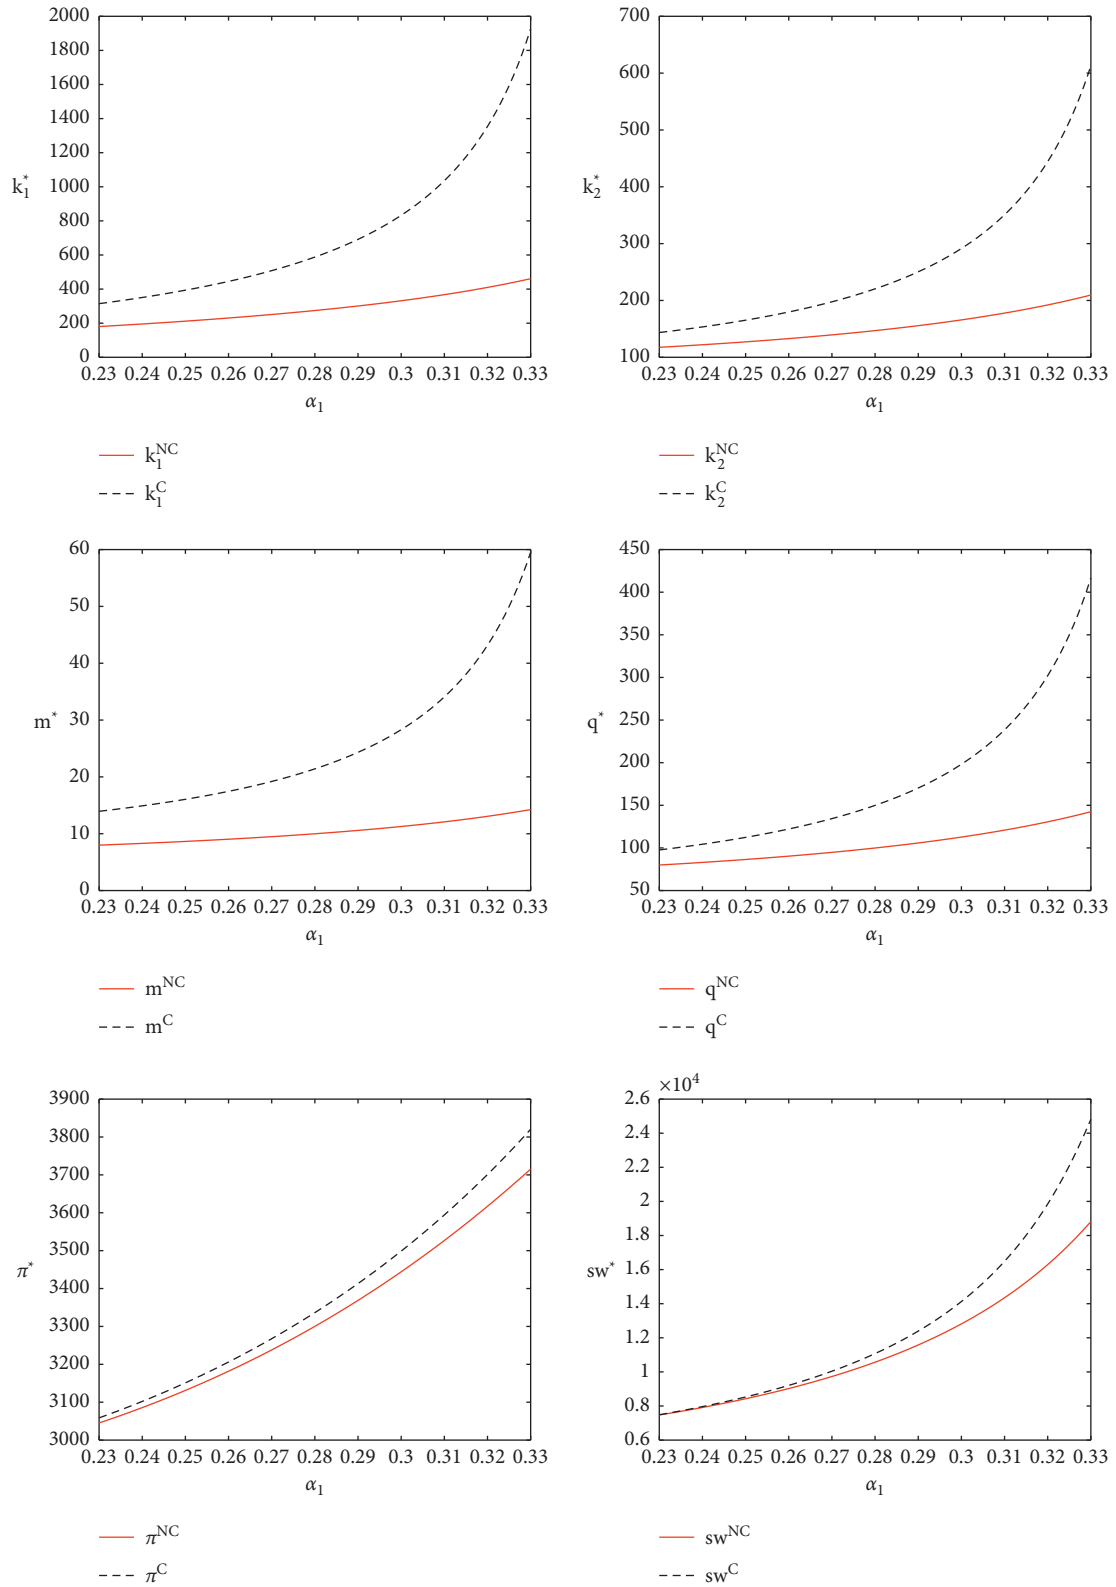 2000
1800
1600
1400
1200
1000
800
600
400
200
0
k₁*
0.23 0.24 0.25 0.26 0.27 0.28 0.29 0.3 0.31 0.32 0.33
α₁
k₁^NC
k₁^C
700
600
500
400
300
200
100
k₂*
0.23 0.24 0.25 0.26 0.27 0.28 0.29 0.3 0.31 0.32 0.33
α₁
k₂^NC
k₂^C
60
50
40
30
20
10
0
m*
0.23 0.24 0.25 0.26 0.27 0.28 0.29 0.3 0.31 0.32 0.33
α₁
m^NC
m^C
450
400
350
300
250
200
150
100
50
q*
0.23 0.24 0.25 0.26 0.27 0.28 0.29 0.3 0.31 0.32 0.33
α₁
q^NC
q^C
3900
3800
3700
3600
3500
3400
3300
3200
3100
3000
π*
0.23 0.24 0.25 0.26 0.27 0.28 0.29 0.3 0.31 0.32 0.33
α₁
π^NC
π^C
×10⁴
2.6
2.4
2.2
2
1.8
1.6
1.4
1.2
1
0.8
0.6
sw*
0.23 0.24 0.25 0.26 0.27 0.28 0.29 0.3 0.31 0.32 0.33
α₁
sw^NC
sw^C